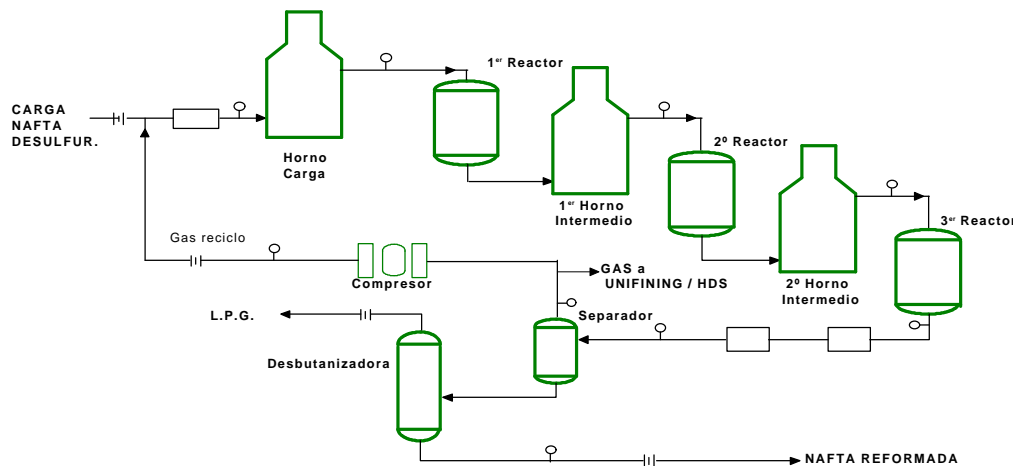 1er Reactor
CARGA
NAFTA
DESULFUR.
2º Reactor
Horno
Carga
1er Horno
Intermedio
3er Reactor
Gas reciclo
GAS a
UNIFINING / HDS
Compresor
2º Horno
Intermedio
L.P.G.
Separador
Desbutanizadora
NAFTA REFORMADA